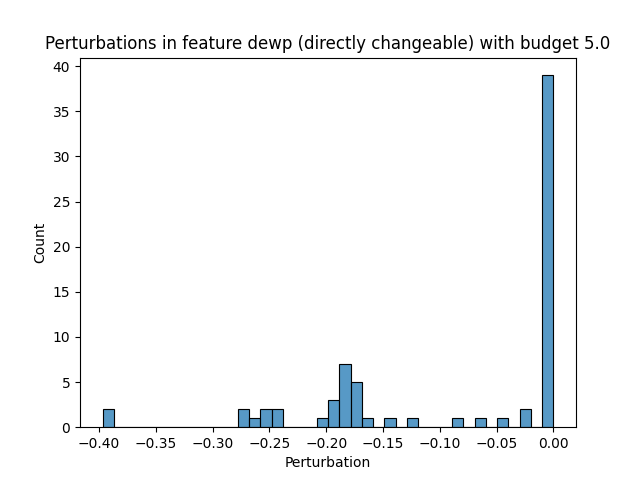 Perturbations in feature dewp (directly changeable) with budget 5.0
40
35
30
25
20
15
10
5
0
Count
−0.40 −0.35 −0.30 −0.25 −0.20 −0.15 −0.10 −0.05 0.00
Perturbation